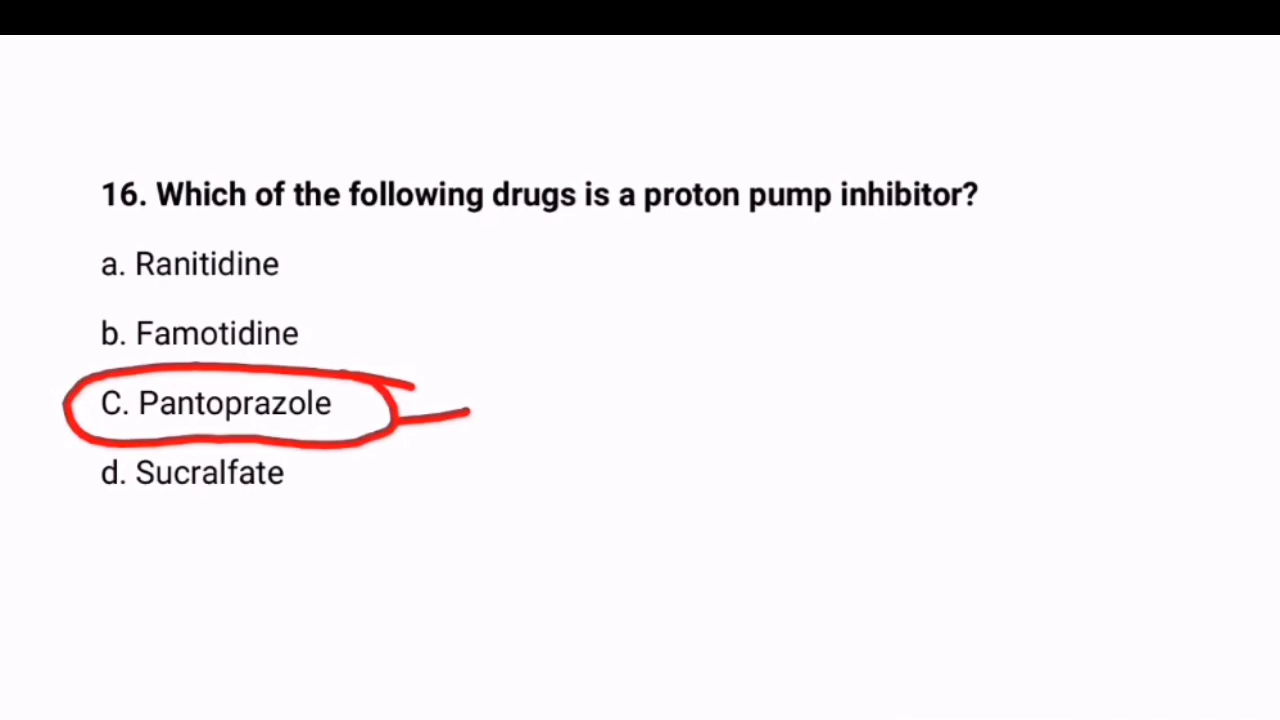 16. Which of the following drugs is a proton pump inhibitor?
a. Ranitidine
b. Famotidine
C. Pantoprazole
d. Sucralfate